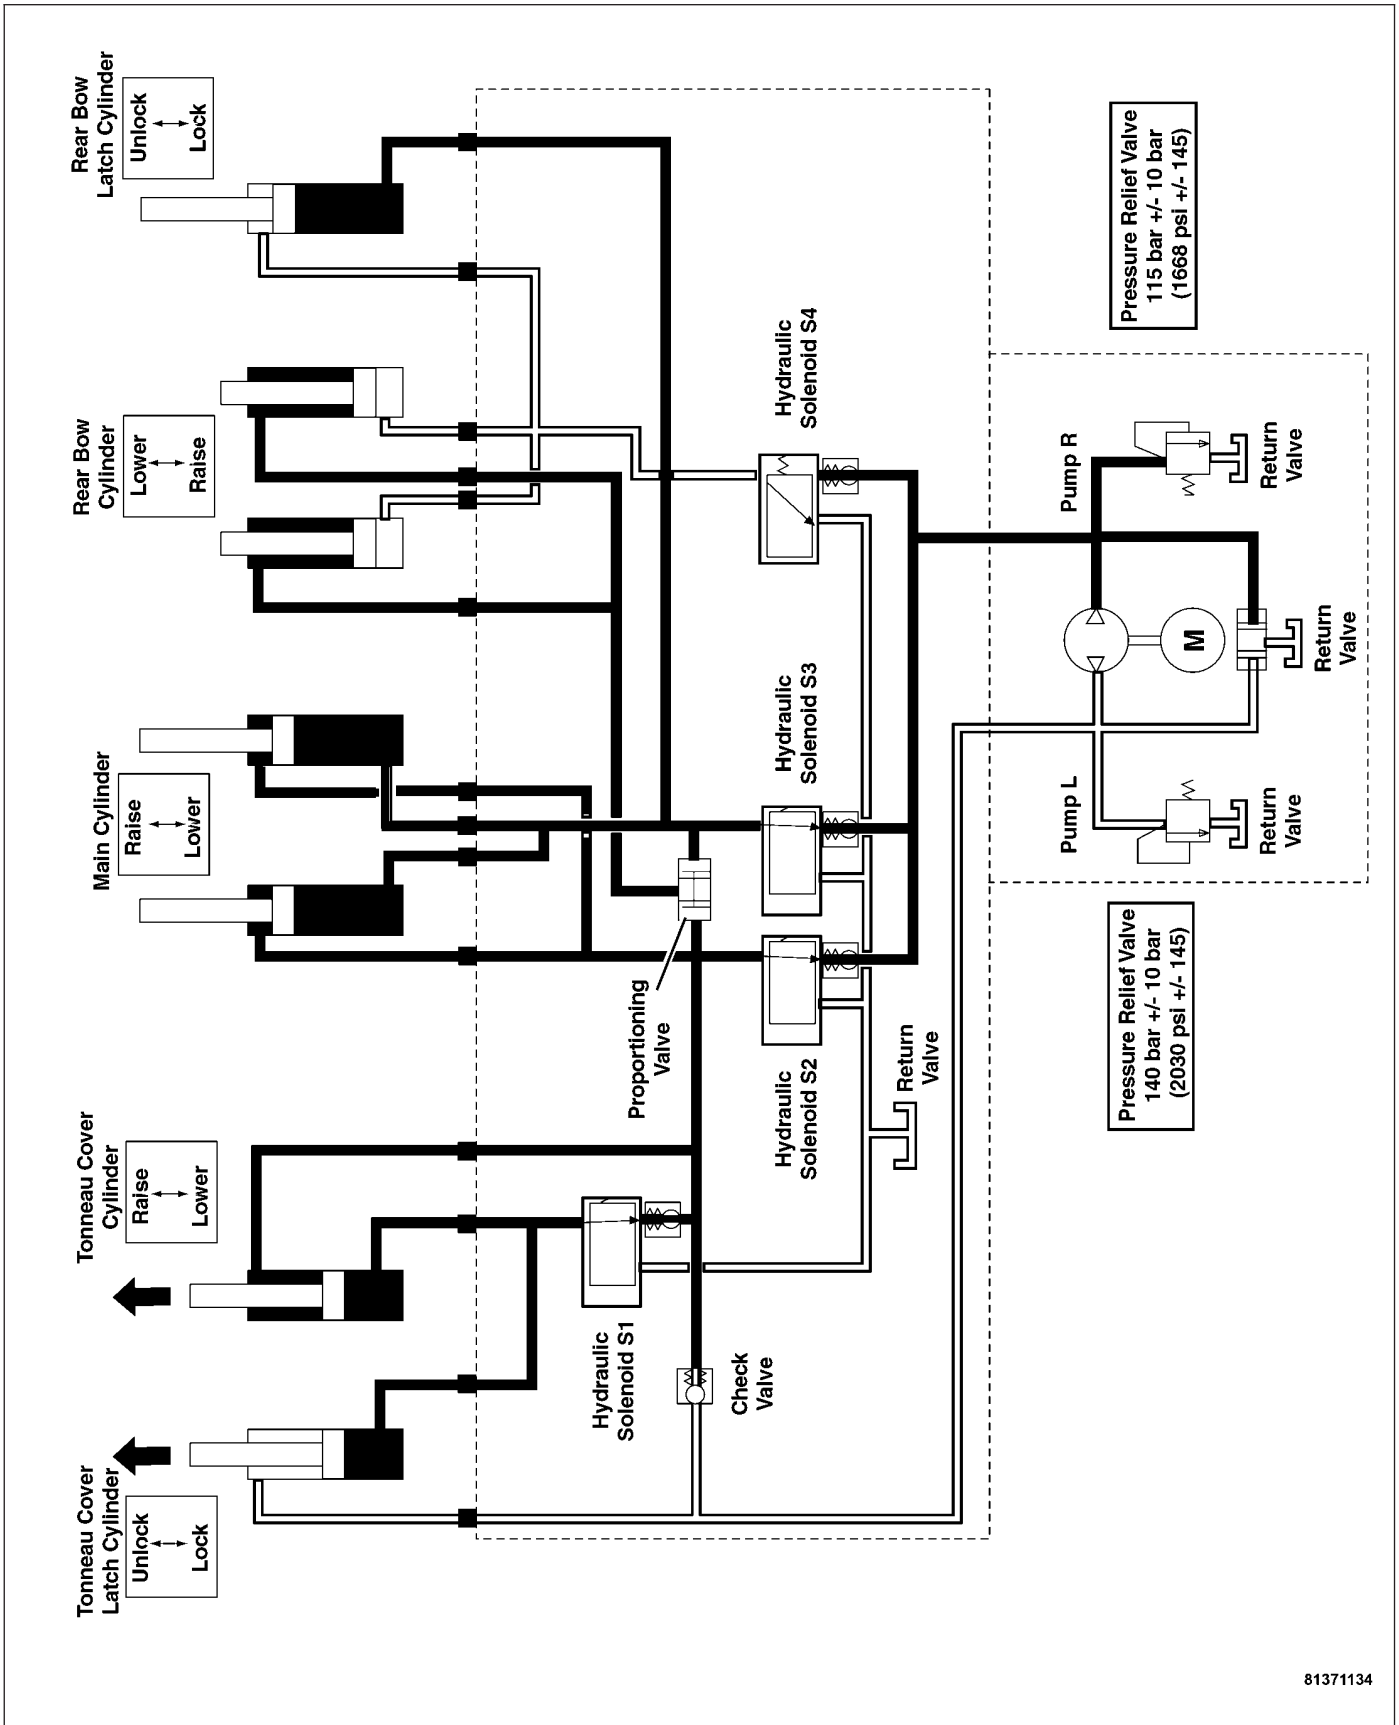 Tonneau Cover
Latch Cylinder
Unlock
Lock
Tonneau Cover
Cylinder
Raise
Lower
Main Cylinder
Raise
Lower
Rear Bow
Cylinder
Lower
Raise
Rear Bow
Latch Cylinder
Unlock
Lock
Hydraulic
Solenoid S1
Check
Valve
Proportioning
Valve
Hydraulic
Solenoid S2
Hydraulic
Solenoid S3
Hydraulic
Solenoid S4
Return
Valve
Pump L
Pump R
M
Return
Valve
Return
Valve
Return
Valve
Pressure Relief Valve
140 bar +/- 10 bar
(2030 psi +/- 145)
Pressure Relief Valve
115 bar +/- 10 bar
(1668 psi +/- 145)
81371134